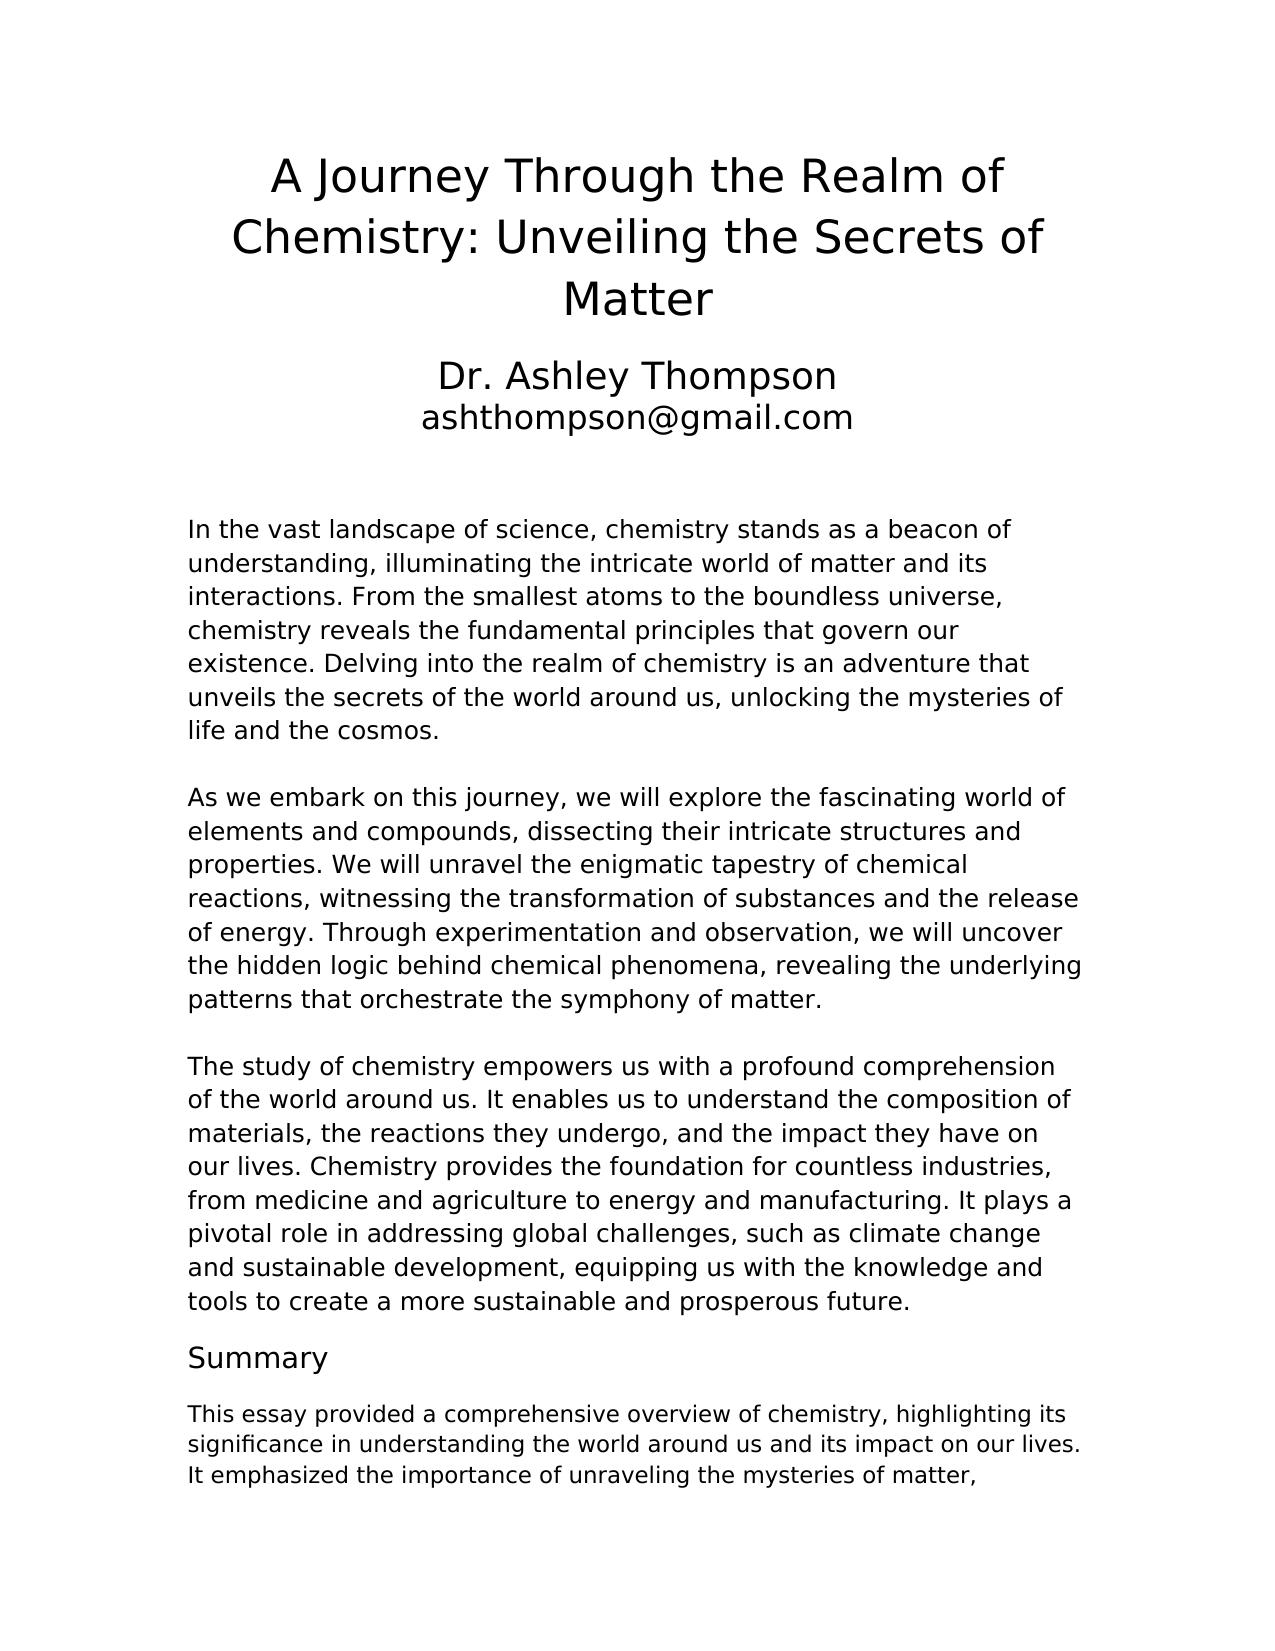 A Journey Through the Realm of
Chemistry: Unveiling the Secrets of
Matter
Dr. Ashley Thompson
ashthompson@gmail.com
In the vast landscape of science, chemistry stands as a beacon of
understanding, illuminating the intricate world of matter and its
interactions. From the smallest atoms to the boundless universe,
chemistry reveals the fundamental principles that govern our
existence. Delving into the realm of chemistry is an adventure that
unveils the secrets of the world around us, unlocking the mysteries of
life and the cosmos.
As we embark on this journey, we will explore the fascinating world of
elements and compounds, dissecting their intricate structures and
properties. We will unravel the enigmatic tapestry of chemical
reactions, witnessing the transformation of substances and the release
of energy. Through experimentation and observation, we will uncover
the hidden logic behind chemical phenomena, revealing the underlying
patterns that orchestrate the symphony of matter.
The study of chemistry empowers us with a profound comprehension
of the world around us. It enables us to understand the composition of
materials, the reactions they undergo, and the impact they have on
our lives. Chemistry provides the foundation for countless industries,
from medicine and agriculture to energy and manufacturing. It plays a
pivotal role in addressing global challenges, such as climate change
and sustainable development, equipping us with the knowledge and
tools to create a more sustainable and prosperous future.
Summary
This essay provided a comprehensive overview of chemistry, highlighting its
significance in understanding the world around us and its impact on our lives.
It emphasized the importance of unraveling the mysteries of matter,